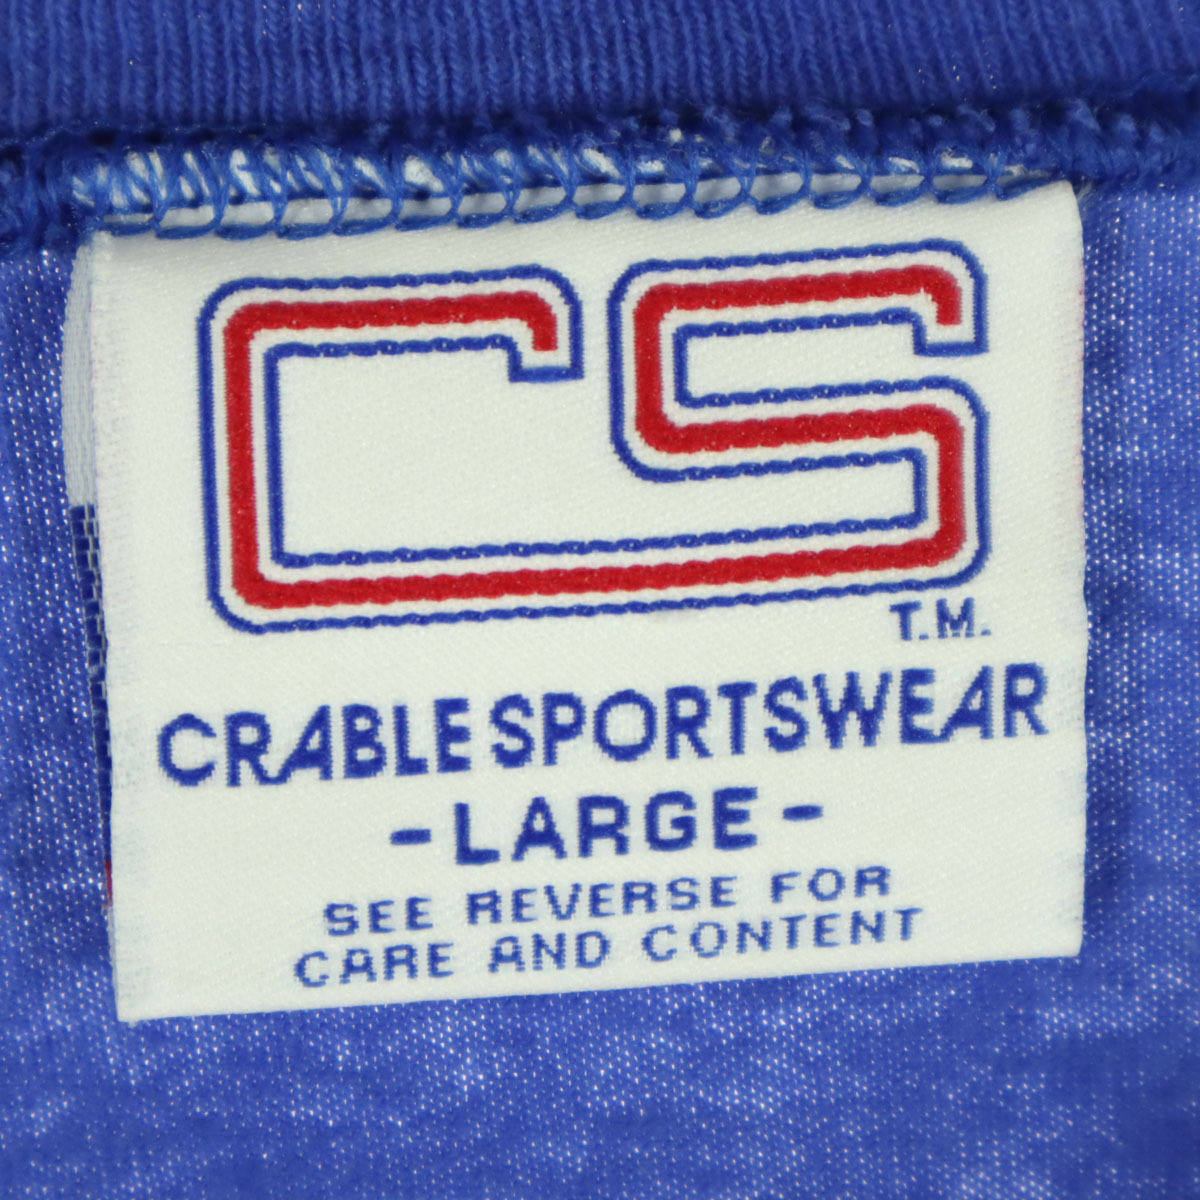 CS
T.M.
CRABLE SPORTSWEAR
- LARGE -
SEE REVERSE FOR
CARE AND CONTENT